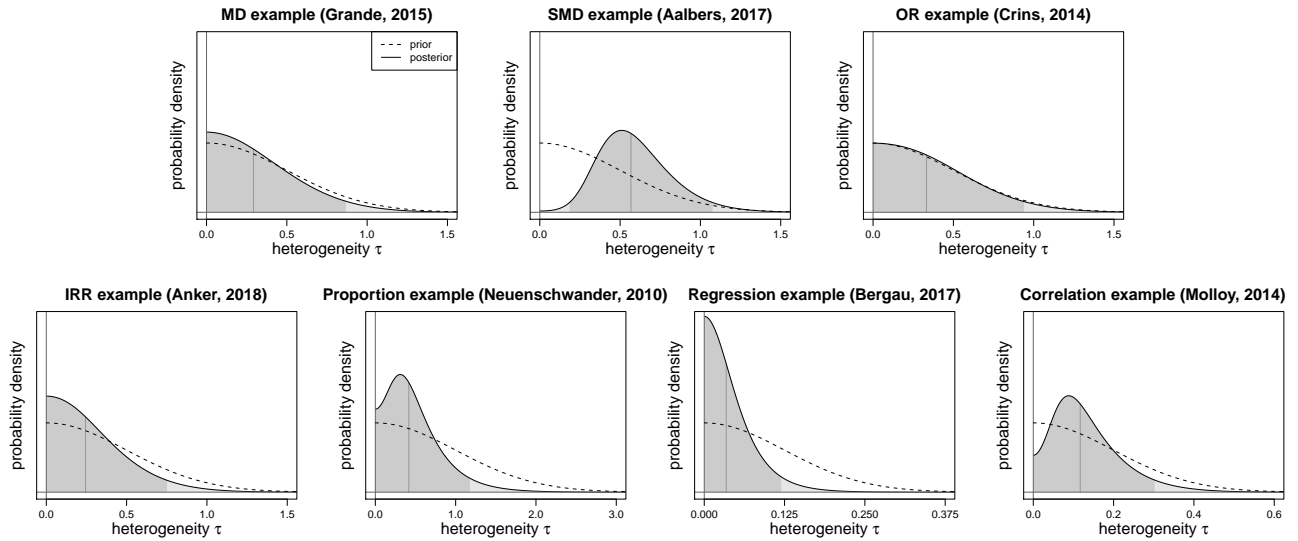 MD example (Grande, 2015)
probability density
prior
posterior
0.0 0.5 1.0 1.5
heterogeneity τ
SMD example (Aalbers, 2017)
probability density
0.0 0.5 1.0 1.5
heterogeneity τ
OR example (Crins, 2014)
probability density
0.0 0.5 1.0 1.5
heterogeneity τ
IRR example (Anker, 2018)
probability density
0.0 0.5 1.0 1.5
heterogeneity τ
Proportion example (Neuenschwander, 2010)
probability density
0.0 1.0 2.0 3.0
heterogeneity τ
Regression example (Bergau, 2017)
probability density
0.000 0.125 0.250 0.375
heterogeneity τ
Correlation example (Molloy, 2014)
probability density
0.0 0.2 0.4 0.6
heterogeneity τ